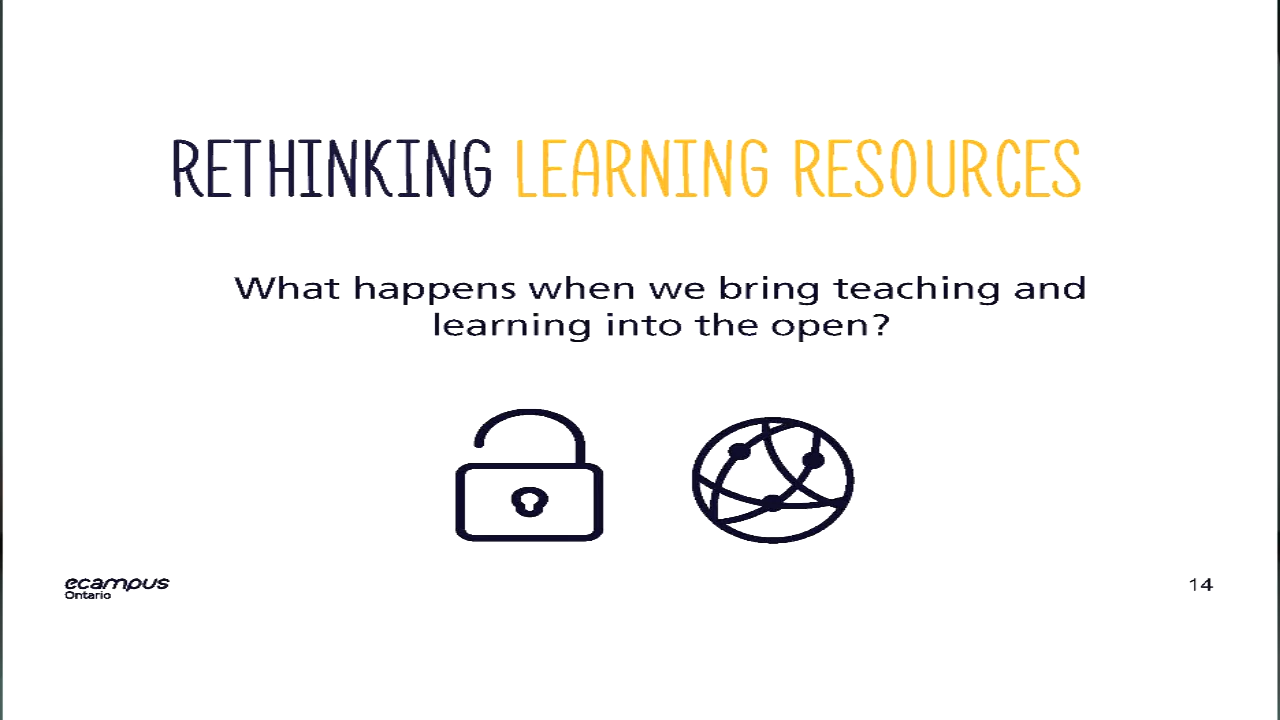 RETHINKING LEARNING RESOURCES
What happens when we bring teaching and
learning into the open?
ecampus
Ontario
14